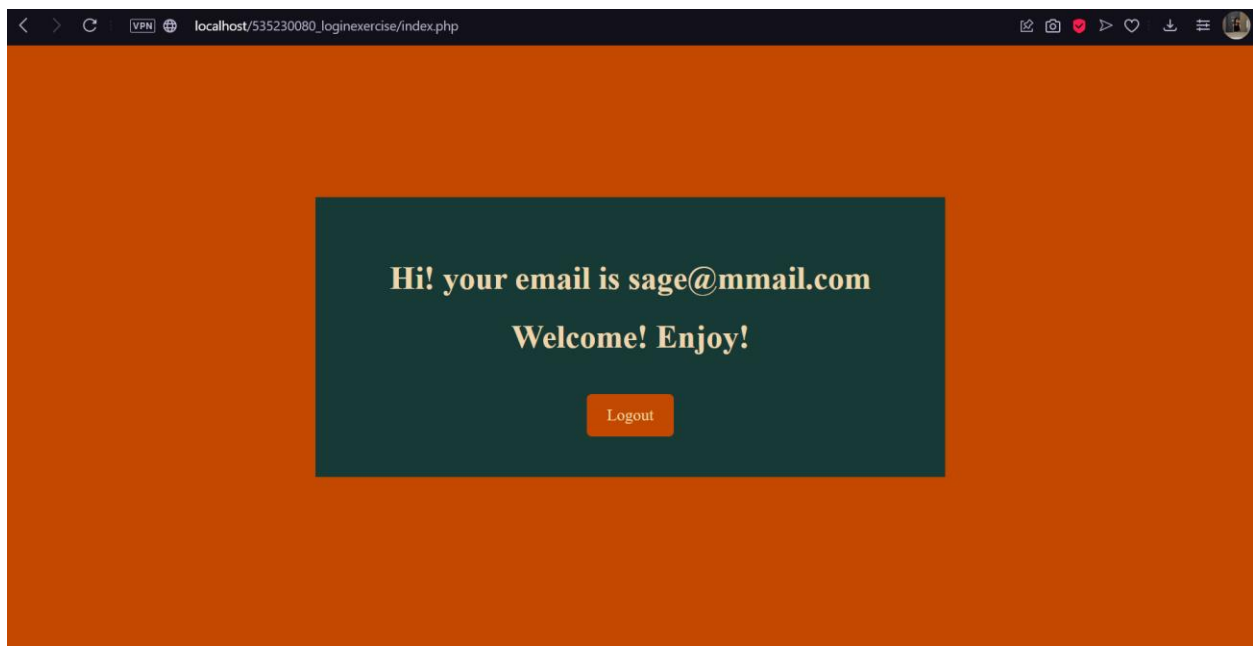 VPN localhost/535230080_loginexercise/index.php
Hi! your email is sage@mmail.com
Welcome! Enjoy!
Logout